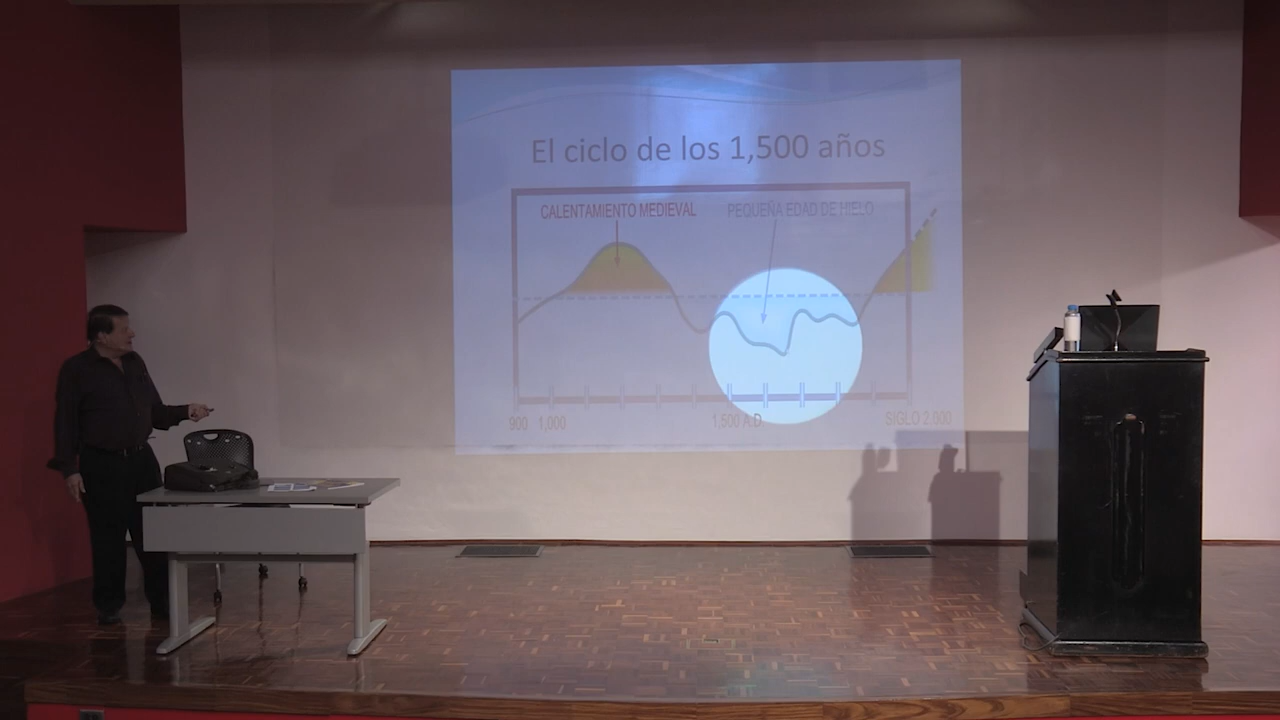 El ciclo de los 1,500 años
CALENTAMIENTO MEDIEVAL
PEQUEÑA EDAD DE HIELO
900 1,000 1,500 A.D SIGLO 2,000